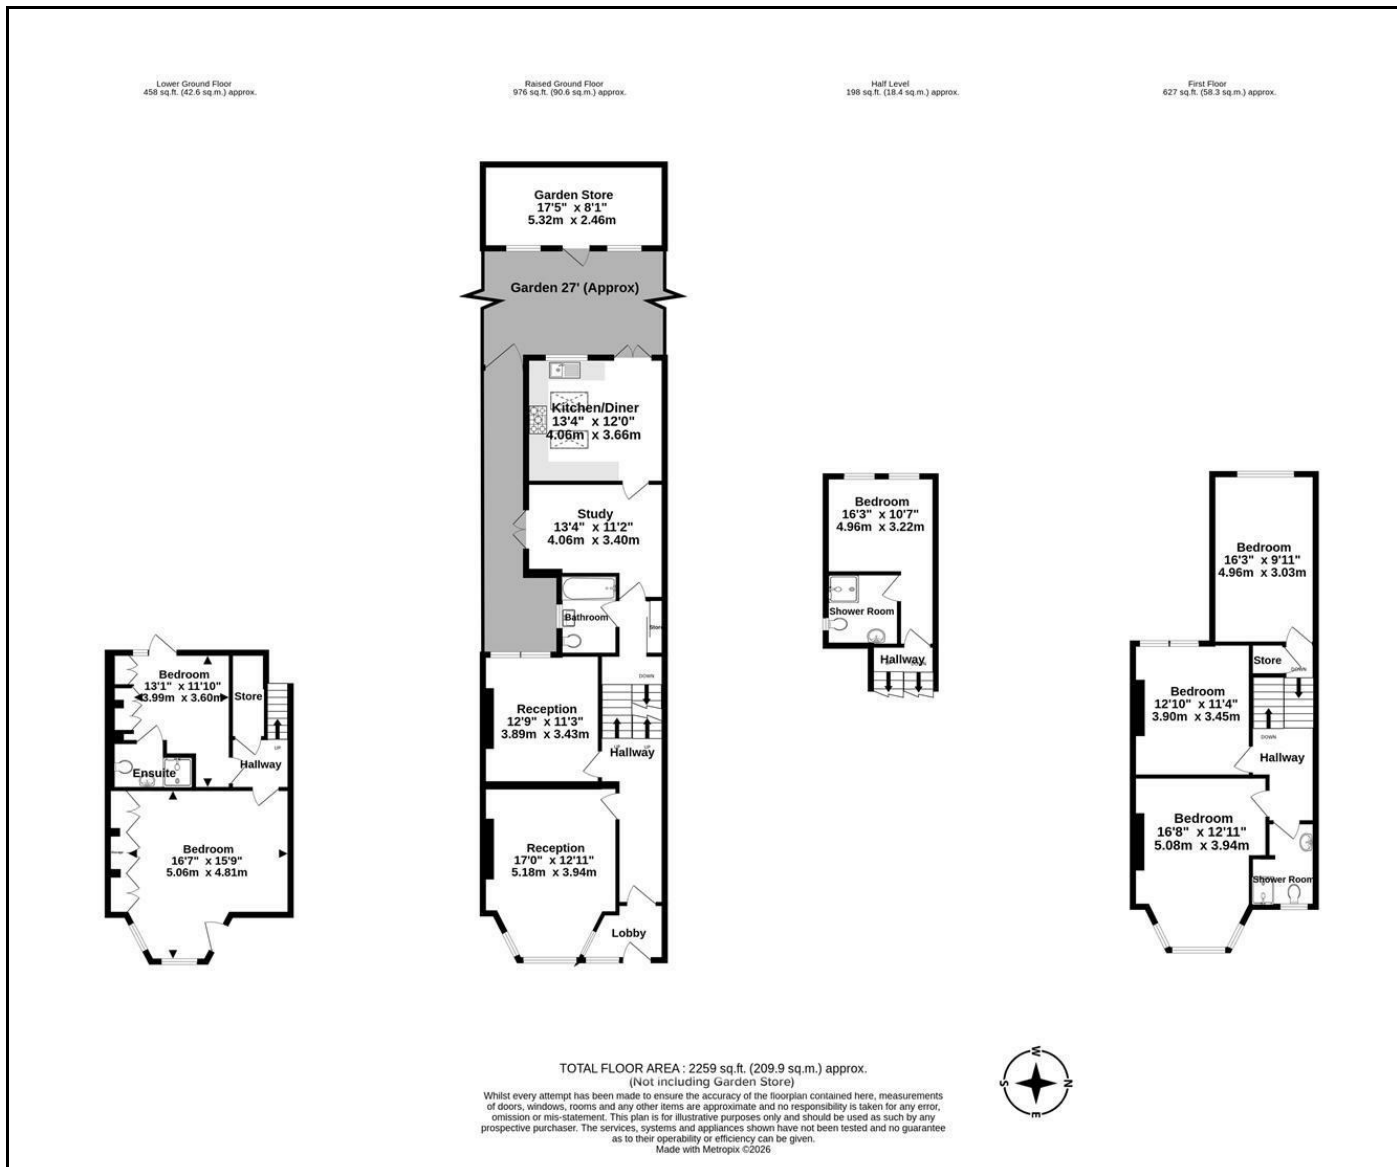 Lower Ground Floor
458 sq.ft. (42.6 sq.m.) approx.
Raised Ground Floor
976 sq.ft. (90.6 sq.m.) approx.
Half Level
198 sq.ft. (18.4 sq.m.) approx.
First Floor
627 sq.ft. (58.3 sq.m.) approx.
Garden Store
17'5" x 8'1"
5.32m x 2.46m
Garden 27' (Approx)
Kitchen/Diner
13'4" x 12'0"
4.06m x 3.66m
Study
13'4" x 11'2"
4.06m x 3.40m
Bathroom
Store
DOWN
Reception
12'9" x 11'3"
3.89m x 3.43m
UP
UP
Hallway
Reception
17'0" x 12'11"
5.18m x 3.94m
Lobby
Bedroom
13'1" x 11'10"
3.99m x 3.60m
Store
UP
Hallway
Ensuite
Bedroom
16'7" x 15'9"
5.06m x 4.81m
Bedroom
16'3" x 10'7"
4.96m x 3.22m
Shower Room
Hallway
Bedroom
16'3" x 9'11"
4.96m x 3.03m
Store
DOWN
Bedroom
12'10" x 11'4"
3.90m x 3.45m
DOWN
Hallway
Bedroom
16'8" x 12'11"
5.08m x 3.94m
Shower Room
TOTAL FLOOR AREA : 2259 sq.ft. (209.9 sq.m.) approx.
(Not including Garden Store)
Whilst every attempt has been made to ensure the accuracy of the floorplan contained here, measurements
of doors, windows, rooms and any other items are approximate and no responsibility is taken for any error,
omission or mis-statement. This plan is for illustrative purposes only and should be used as such by any
prospective purchaser. The services, systems and appliances shown have not been tested and no guarantee
as to their operability or efficiency can be given.
Made with Metropix ©2026
W
N
S
E